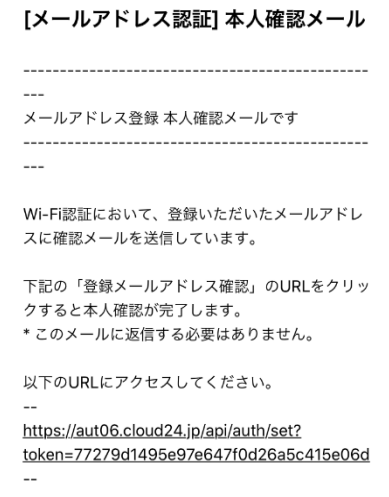 [メールアドレス認証] 本人確認メール
-----------------------------------------------
---
メールアドレス登録 本人確認メールです
-----------------------------------------------
---
Wi-Fi認証において、登録いただいたメールアドレ
スに確認メールを送信しています。
下記の「登録メールアドレス確認」のURLをクリッ
クすると本人確認が完了します。
* このメールに返信する必要はありません。
以下のURLにアクセスしてください。
--
https://aut06.cloud24.jp/api/auth/set?
token=77279d1495e97e647f0d26a5c415e06d
--